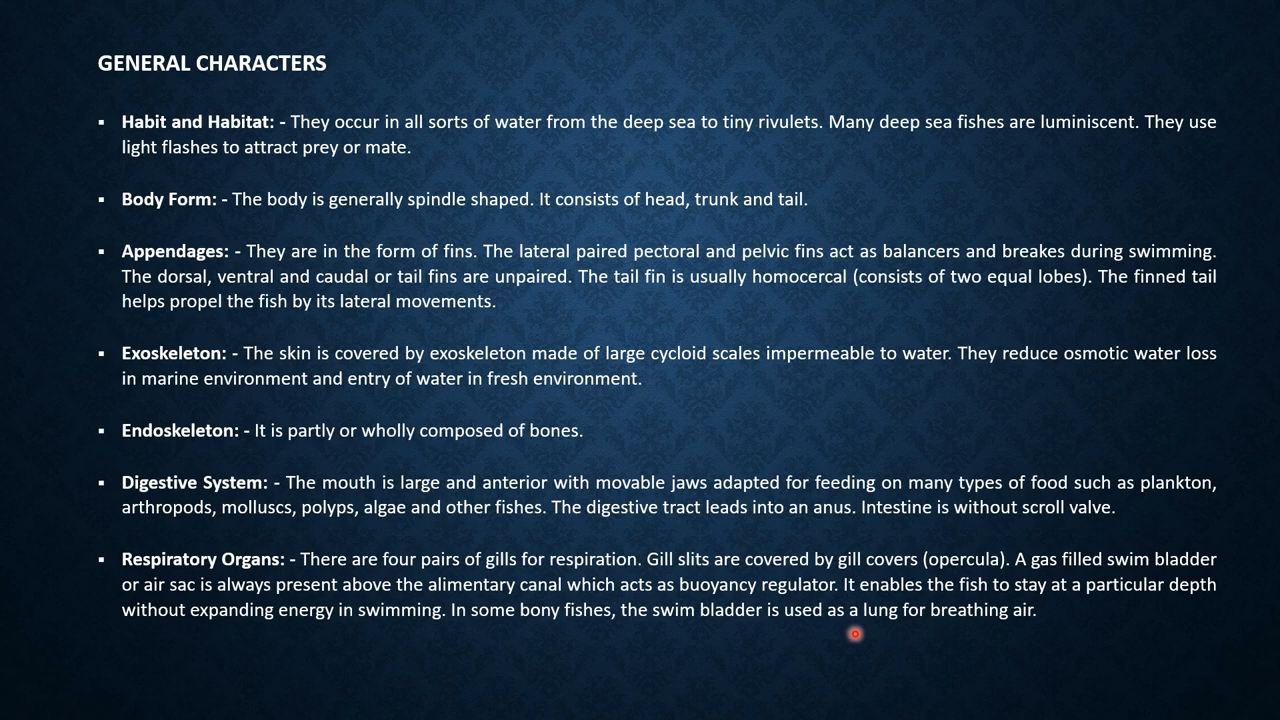 GENERAL CHARACTERS
▪ Habit and Habitat: - They occur in all sorts of water from the deep sea to tiny rivulets. Many deep sea fishes are luminiscent. They use
light flashes to attract prey or mate.
▪ Body Form: - The body is generally spindle shaped. It consists of head, trunk and tail.
▪ Appendages: - They are in the form of fins. The lateral paired pectoral and pelvic fins act as balancers and breakes during swimming.
The dorsal, ventral and caudal or tail fins are unpaired. The tail fin is usually homocercal (consists of two equal lobes). The finned tail
helps propel the fish by its lateral movements.
▪ Exoskeleton: - The skin is covered by exoskeleton made of large cycloid scales impermeable to water. They reduce osmotic water loss
in marine environment and entry of water in fresh environment.
▪ Endoskeleton: - It is partly or wholly composed of bones.
▪ Digestive System: - The mouth is large and anterior with movable jaws adapted for feeding on many types of food such as plankton,
arthropods, molluscs, polyps, algae and other fishes. The digestive tract leads into an anus. Intestine is without scroll valve.
▪ Respiratory Organs: - There are four pairs of gills for respiration. Gill slits are covered by gill covers (opercula). A gas filled swim bladder
or air sac is always present above the alimentary canal which acts as buoyancy regulator. It enables the fish to stay at a particular depth
without expanding energy in swimming. In some bony fishes, the swim bladder is used as a lung for breathing air.